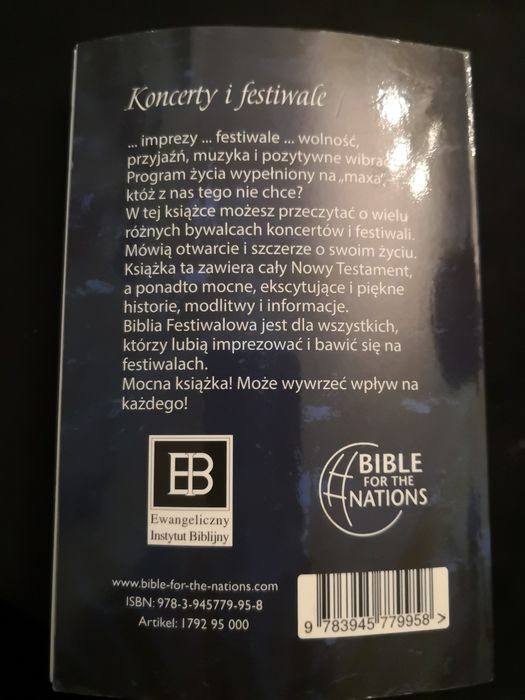 Koncerty i festiwale
... imprezy ... festiwale ... wolność,
przyjaźń, muzyka i pozytywne
Program życia wypełniony na „maxa”,
któż z nas tego nie chce?
W tej książce możesz przeczytać o wielu
różnych bywalcach koncertów i festiwali.
Mówią otwarcie i szczerze o swoim życiu.
Książka ta zawiera cały Nowy Testament,
a ponadto mocne, ekscytujące i piękne
historie, modlitwy i informacje.
Biblia Festiwalowa jest dla wszystkich,
którzy lubią imprezować i bawić się na
festiwalach.
Mocna książka! Może wywrzeć wpływ na
każdego!
EIB
Ewangeliczny
Instytut Biblijny
BIBLE
FOR THE
NATIONS
www.bible-for-the-nations.com
ISBN: 978-3-945779-95-8
Artikel: 1792 95 000
9 783945 779958 >